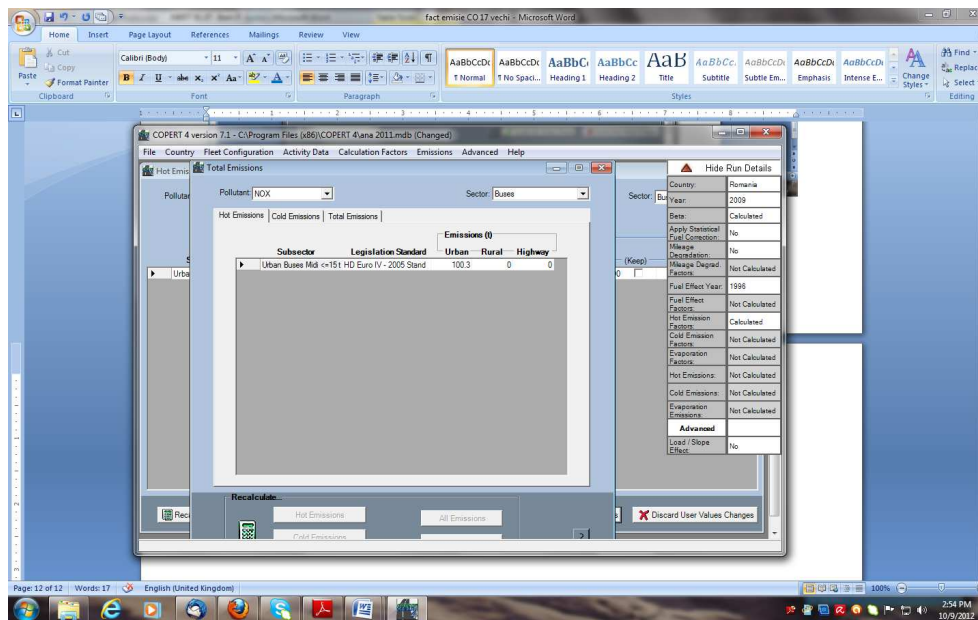 fact emisie CO 17 vechi - Microsoft Word
Home Insert Page Layout References Mailings Review View
Cut
Copy
Format Painter
Paste
Calibri (Body) 11
AaBbCcDc AaBbCcDc AaBbC AaBbCc AaB AaBbCc. AaBbCcDc AaBbCcDc AaBbCcDc
¶ Normal ¶ No Spaci... Heading 1 Heading 2 Title Subtitle Subtle Em... Emphasis Intense E...
Change Styles
Find
Replac
Select
Clipboard Font Paragraph Styles Editing
COPERT 4 version 7.1 - C:\Program Files (x86)\COPERT 4\ana 2011.mdb (Changed)
File Country Fleet Configuration Activity Data Calculation Factors Emissions Advanced Help
Hot Emis
Total Emissions
Hide Run Details
Pollutar
Pollutant: NOX
Sector: Buses
Sector: Bu
Hot Emissions Cold Emissions Total Emissions
Emissions (t)
Subsector Legislation Standard Urban Rural Highway
Urban Buses Midi <=15 t HD Euro IV - 2005 Stand 100.3 0 0
Urba
(Keep)
0
Country: Romania
Year: 2009
Beta: Calculated
Apply Statistical Fuel Correction: No
Mileage Degradation: No
Mileage Degrad. Factors: Not Calculated
Fuel Effect Year: 1996
Fuel Effect Factors: Not Calculated
Hot Emission Factors: Calculated
Cold Emission Factors: Not Calculated
Evaporation Factors: Not Calculated
Hot Emissions: Not Calculated
Cold Emissions: Not Calculated
Evaporation Emissions: Not Calculated
Advanced
Load / Slope Effect: No
Recalculate...
Hot Emissions
All Emissions
Cold Emissions
Rec
s
Discard User Values Changes
Page: 12 of 12 Words: 17 English (United Kingdom) 100%
2:54 PM
10/9/2012